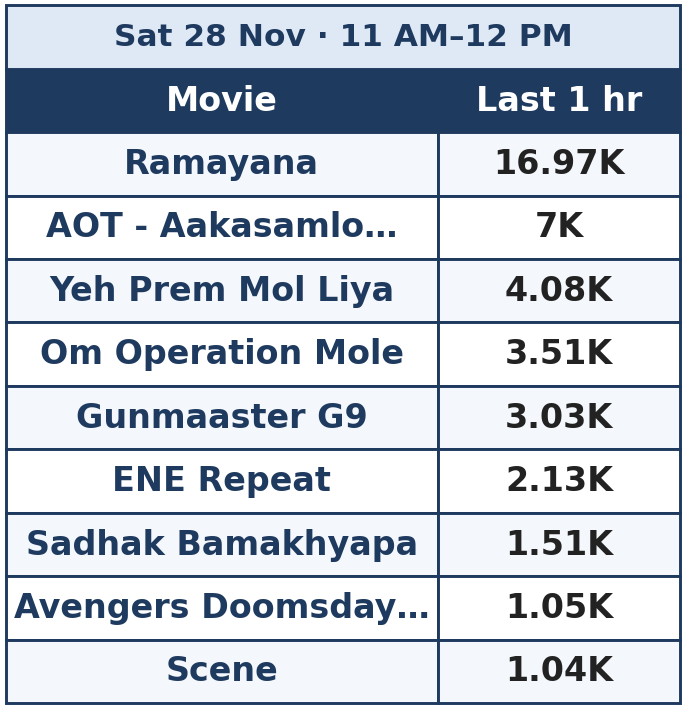 Sat 28 Nov · 11 AM–12 PM
Movie Last 1 hr
Ramayana 16.97K
AOT - Aakasamlo... 7K
Yeh Prem Mol Liya 4.08K
Om Operation Mole 3.51K
Gunmaaster G9 3.03K
ENE Repeat 2.13K
Sadhak Bamakhyapa 1.51K
Avengers Doomsday... 1.05K
Scene 1.04K